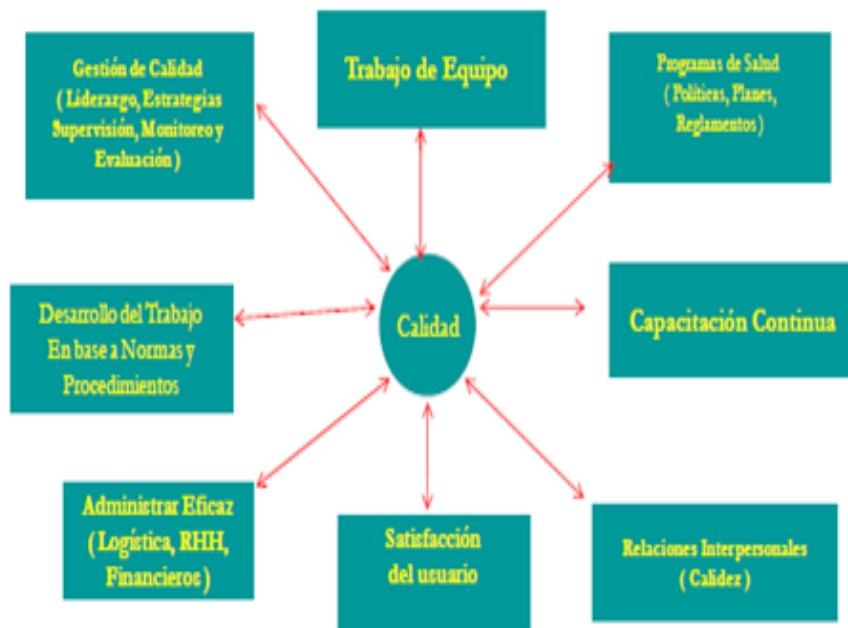 Gestión de Calidad
( Liderazgo, Estrategias
Supervisión, Monitoreo y
Evaluación )
Trabajo de Equipo
Programas de Salud
( Políticas, Planes,
Reglamentos )
Desarrollo del Trabajo
En base a Normas y
Procedimientos
Calidad
Capacitación Continua
Administrar Eficaz
( Logística, RHH,
Financieros )
Satisfacción
del usuario
Relaciones Interpersonales
( Calidez )